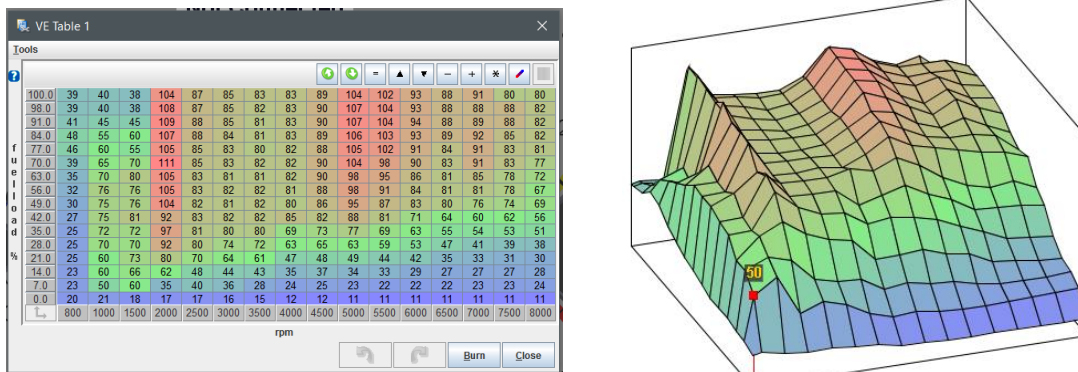 VE Table 1
Tools
= − + *
100.0 39 40 38 104 87 85 83 83 89 104 102 93 88 91 80 80
98.0 39 40 38 108 87 85 82 83 90 107 104 93 88 88 88 82
91.0 41 45 45 109 88 85 81 83 90 107 104 94 88 89 88 82
84.0 48 55 60 107 88 84 81 83 89 106 103 93 89 92 85 82
77.0 46 60 55 105 85 83 80 82 88 105 102 91 84 91 83 81
70.0 39 65 70 111 85 83 82 82 90 104 98 90 83 91 83 77
63.0 35 70 80 105 83 81 81 82 90 98 95 86 81 85 78 72
56.0 32 76 76 105 83 82 82 81 88 98 91 84 81 81 78 67
49.0 30 75 76 104 82 81 82 80 86 95 87 83 80 76 74 69
42.0 27 75 81 92 83 82 82 85 82 88 81 71 64 60 62 56
35.0 25 72 72 97 81 80 80 69 73 77 69 63 55 54 53 51
28.0 25 70 70 92 80 74 72 63 65 63 59 53 47 41 39 38
21.0 25 60 73 80 70 64 61 47 48 49 44 42 35 33 31 30
14.0 23 60 66 62 48 44 43 35 37 34 33 29 27 27 27 28
7.0 23 50 60 35 40 36 28 24 25 23 22 22 22 23 23 24
0.0 20 21 18 17 17 16 15 12 12 11 11 11 11 11 11 11
800 1000 1500 2000 2500 3000 3500 4000 4500 5000 5500 6000 6500 7000 7500 8000
fuelload %
rpm
Burn Close
50